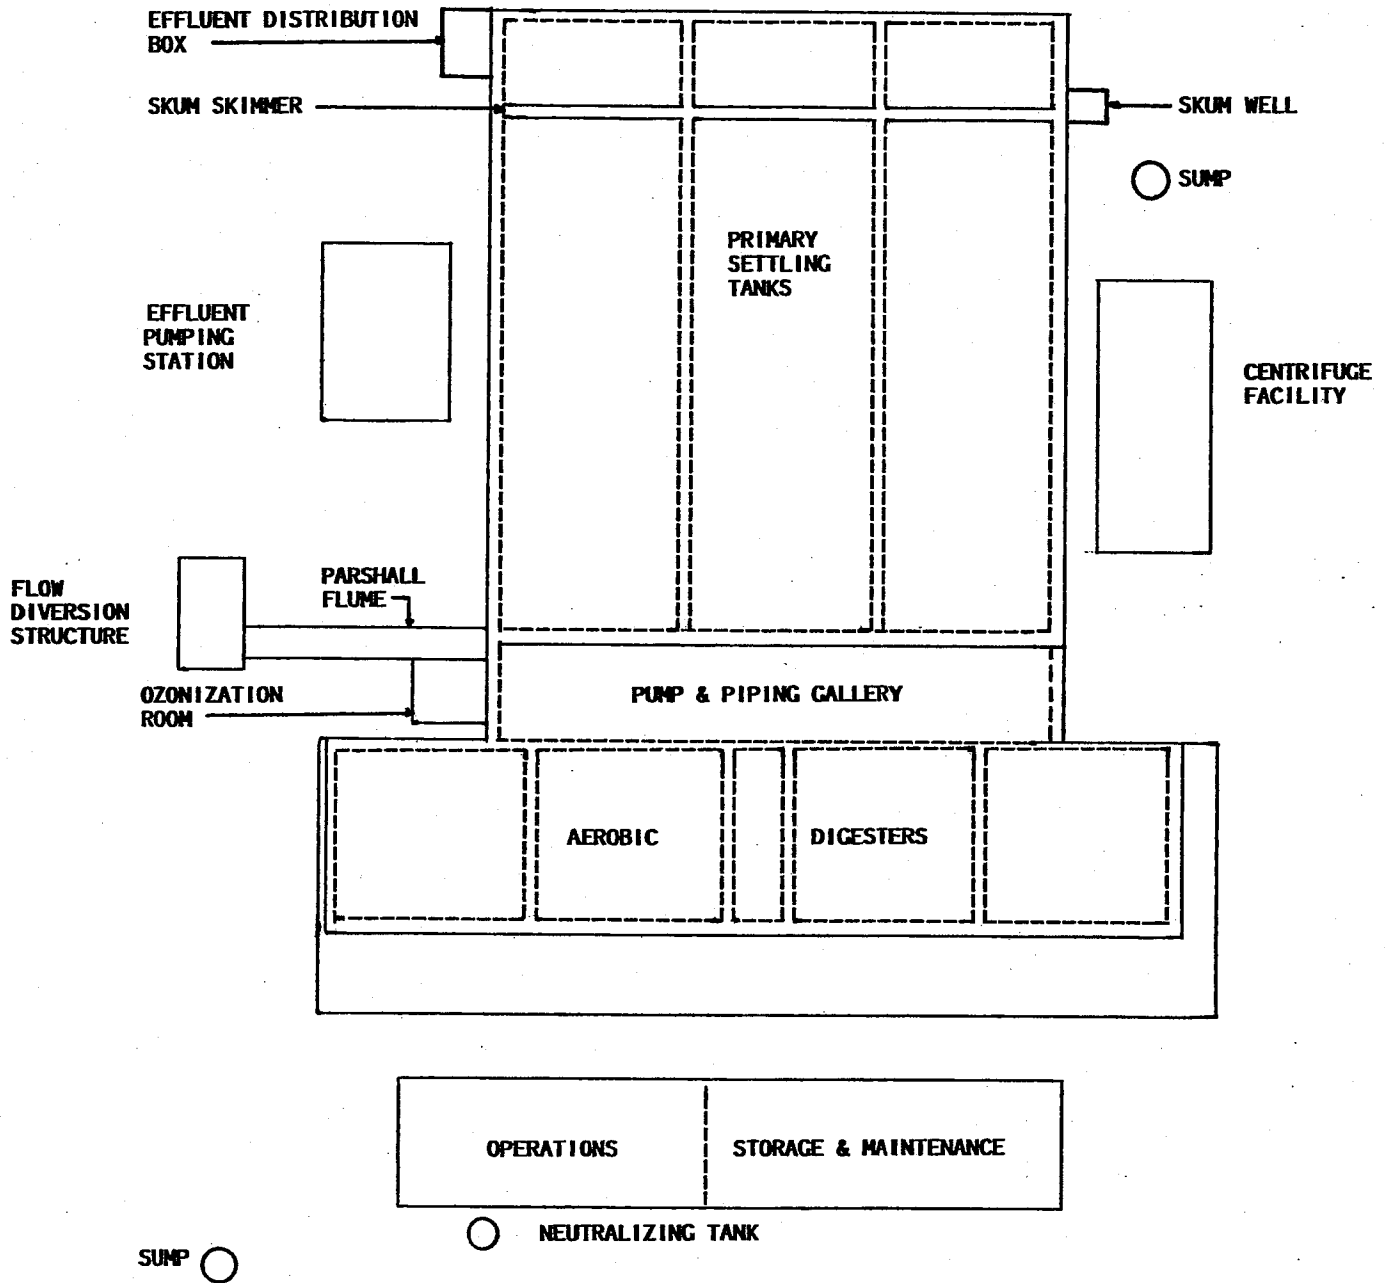 EFFLUENT DISTRIBUTION
BOX
SKUM SKIMMER
SKUM WELL
SUMP
PRIMARY
SETTLING
TANKS
EFFLUENT
PUMPING
STATION
CENTRIFUGE
FACILITY
FLOW
DIVERSION
STRUCTURE
PARSHALL
FLUME
OZONIZATION
ROOM
PUMP & PIPING GALLERY
AEROBIC DIGESTERS
OPERATIONS
STORAGE & MAINTENANCE
NEUTRALIZING TANK
SUMP